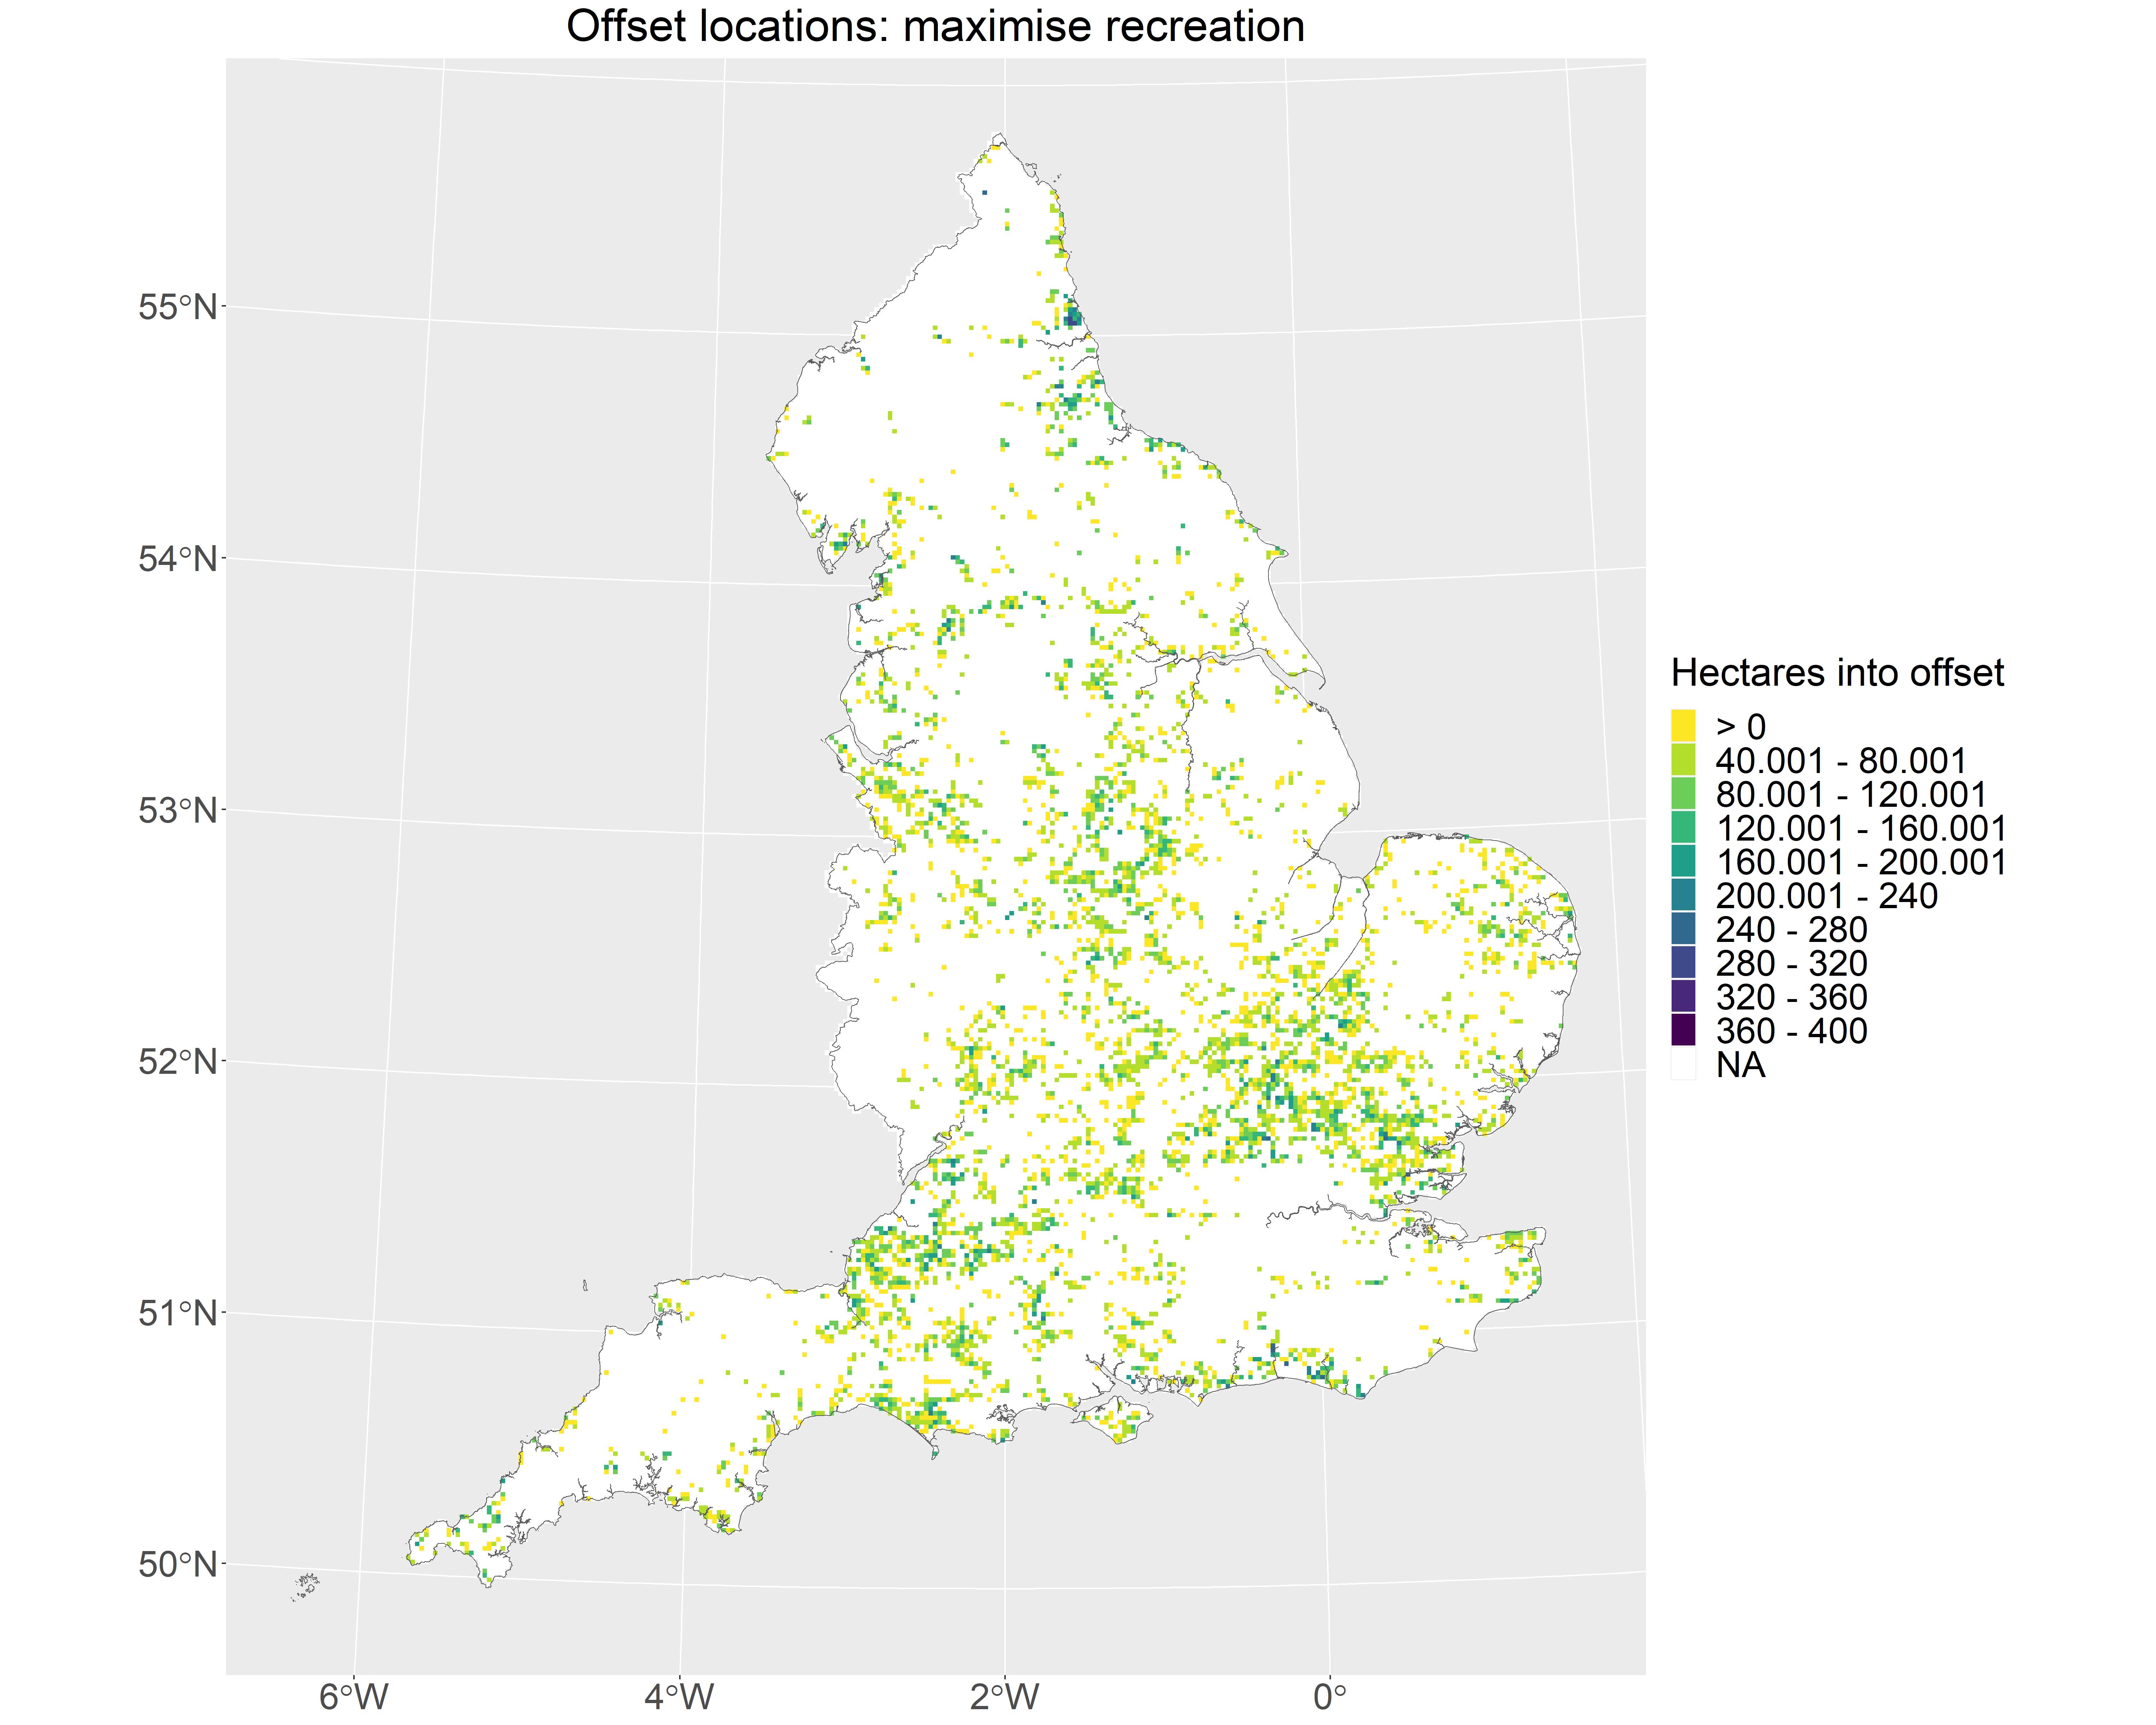 Offset locations: maximise recreation
55°N
54°N
53°N
52°N
51°N
50°N
6°W
4°W
2°W
0°
Hectares into offset
> 0
40.001 - 80.001
80.001 - 120.001
120.001 - 160.001
160.001 - 200.001
200.001 - 240
240 - 280
280 - 320
320 - 360
360 - 400
NA